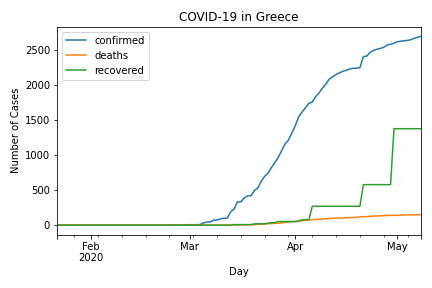 COVID-19 in Greece
confirmed
deaths
recovered
Number of Cases
2500
2000
1500
1000
500
0
Feb
2020
Mar
Apr
May
Day